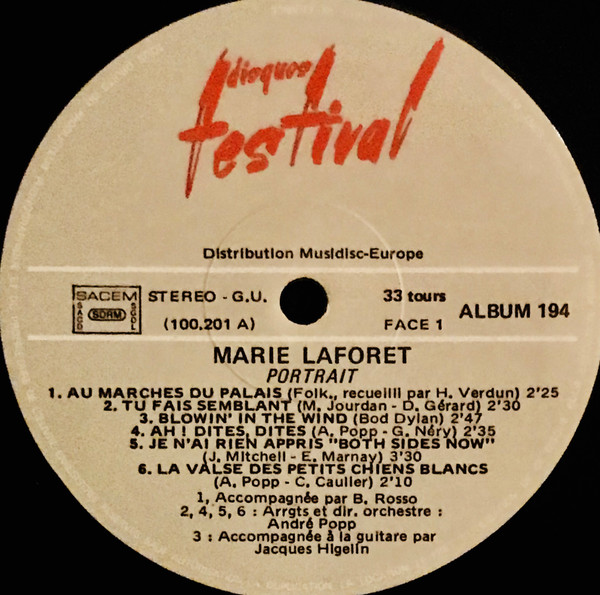 disques
festival
Distribution Musidisc-Europe
SACEM
SACD
SDRM
SGDL
STEREO - G.U.
(100.201 A)
33 tours
FACE 1
ALBUM 194
MARIE LAFORET
PORTRAIT
1. AU MARCHES DU PALAIS (Folk., recueilli par H. Verdun) 2'25
2. TU FAIS SEMBLANT (M. Jourdan - D. Gérard) 2'30
3. BLOWIN' IN THE WIND (Bod Dylan) 2'47
4. AH ! DITES, DITES (A. Popp - G. Néry) 2'35
5. JE N'AI RIEN APPRIS "BOTH SIDES NOW"
(J. Mitchell - E. Marnay) 3'30
6. LA VALSE DES PETITS CHIENS BLANCS
(A. Popp - C. Caulier) 2'10
1, Accompagnée par B. Rosso
2, 4, 5, 6 : Arrgts et dir. orchestre :
André Popp
3 : Accompagnée à la guitare par
Jacques Higelin